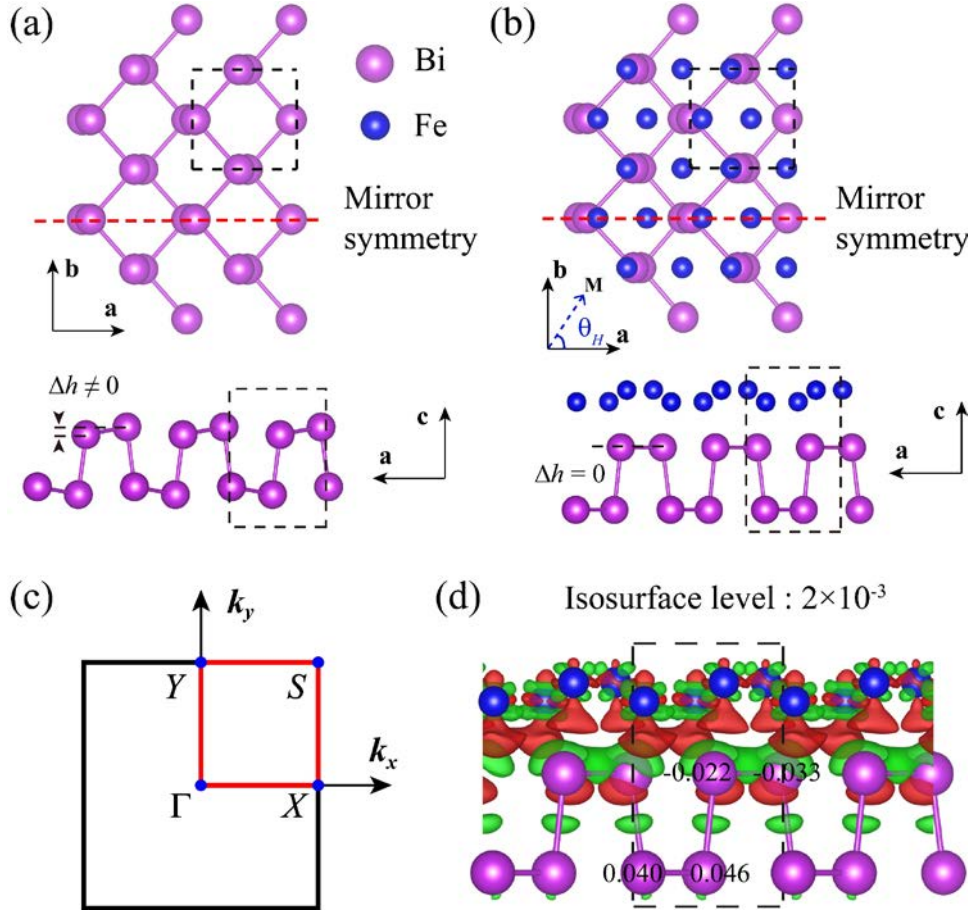 (a)
Bi
Fe
Mirror
symmetry
b
a
Δh ≠ 0
c
a
(b)
Mirror
symmetry
b
M
θH
a
c
a
Δh = 0
(c)
ky
Y
S
kx
Γ
X
(d)
Isosurface level : 2×10⁻³
-0.022
-0.033
0.040
0.046